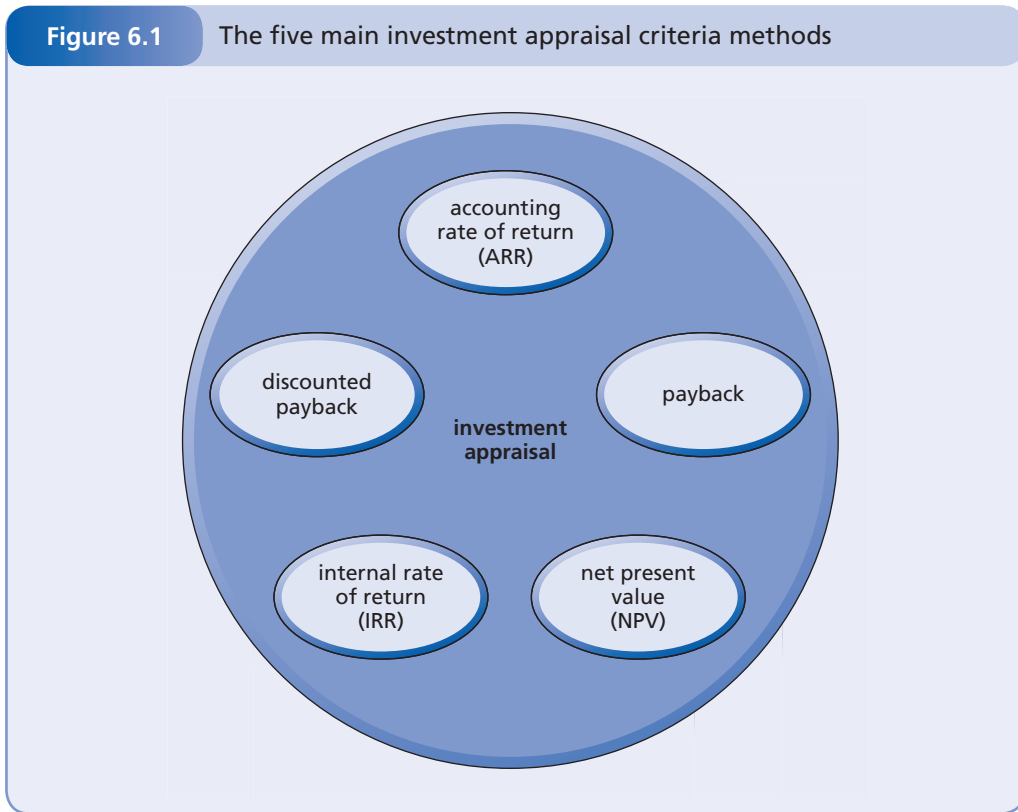 Figure 6.1 The five main investment appraisal criteria methods
accounting
rate of return
(ARR)
discounted
payback
payback
investment
appraisal
internal rate
of return
(IRR)
net present
value
(NPV)